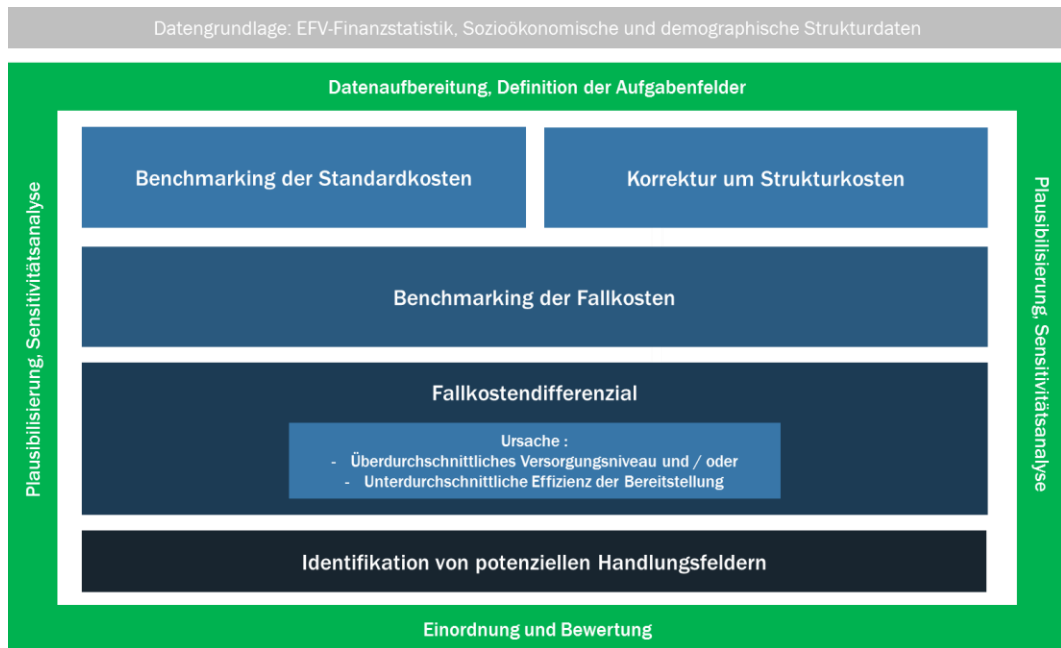 Datengrundlage: EFV-Finanzstatistik, Sozioökonomische und demographische Strukturdaten
Datenaufbereitung, Definition der Aufgabenfelder
Plausibilisierung, Sensitivitätsanalyse
Benchmarking der Standardkosten
Korrektur um Strukturkosten
Benchmarking der Fallkosten
Fallkostendifferenzial
Ursache :
- Überdurchschnittliches Versorgungsniveau und / oder
- Unterdurchschnittliche Effizienz der Bereitstellung
Identifikation von potenziellen Handlungsfeldern
Plausibilisierung, Sensitivitätsanalyse
Einordnung und Bewertung